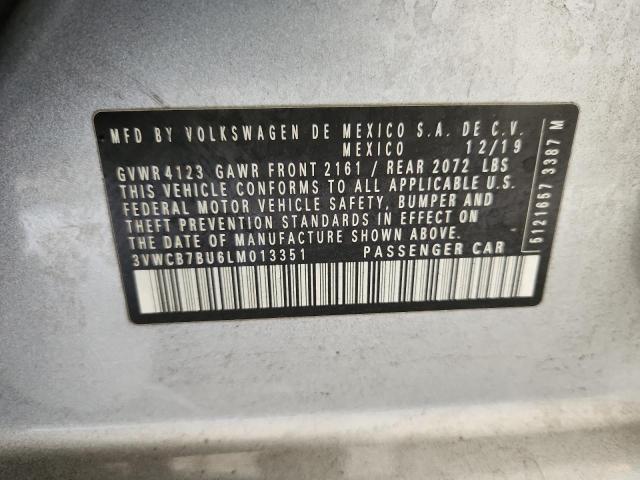 MFD BY VOLKSWAGEN DE MEXICO S.A. DE C.V.
MEXICO 12/19
GVWR 4123 GAWR FRONT 2161 / REAR 2072 LBS
THIS VEHICLE CONFORMS TO ALL APPLICABLE U.S.
FEDERAL MOTOR VEHICLE SAFETY, BUMPER AND
THEFT PREVENTION STANDARDS IN EFFECT ON
THE DATE OF MANUFACTURE SHOWN ABOVE.
3VWCB7BU6LM013351 PASSENGER CAR
5121657 3387 M